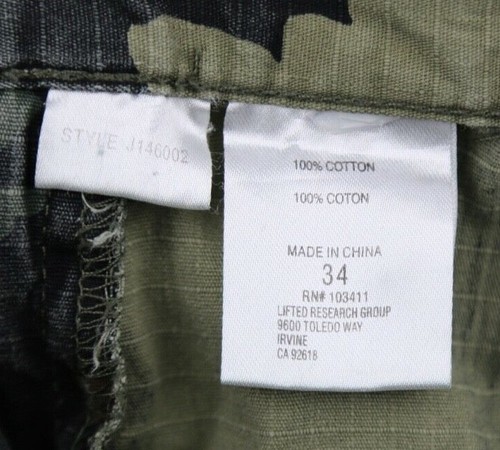 STYLE J146002
100% COTTON
100% COTON
MADE IN CHINA
34
RN# 103411
LIFTED RESEARCH GROUP
9600 TOLEDO WAY
IRVINE
CA 92618